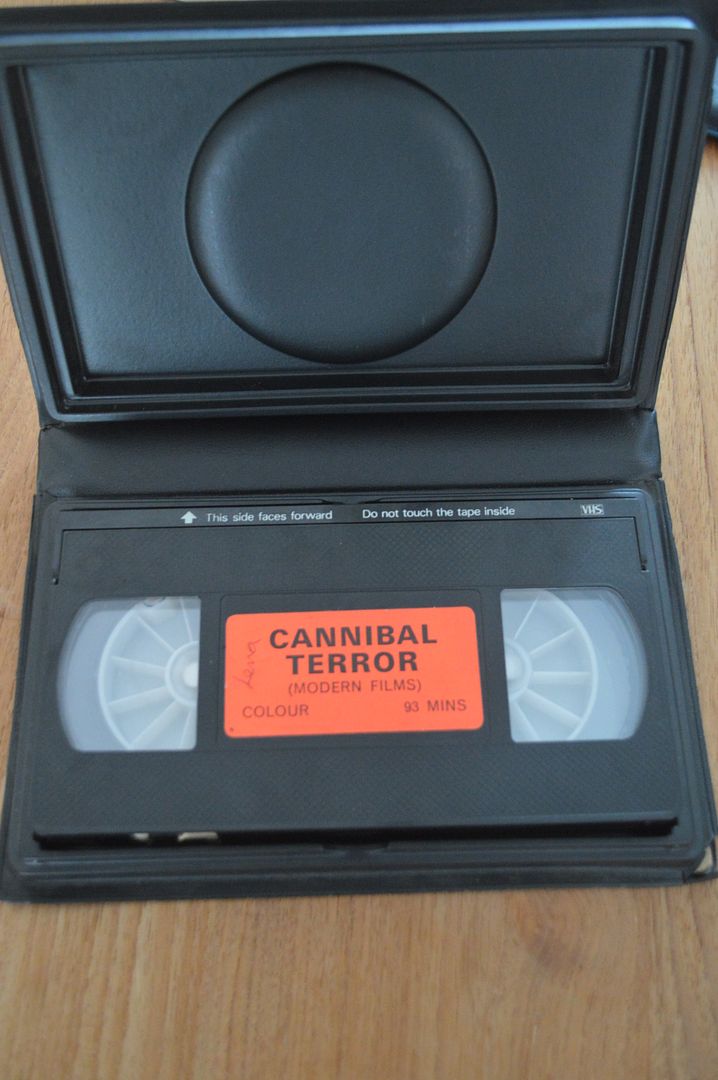 This side faces forward Do not touch the tape inside VHS
CANNIBAL
TERROR
(MODERN FILMS)
COLOUR 93 MINS